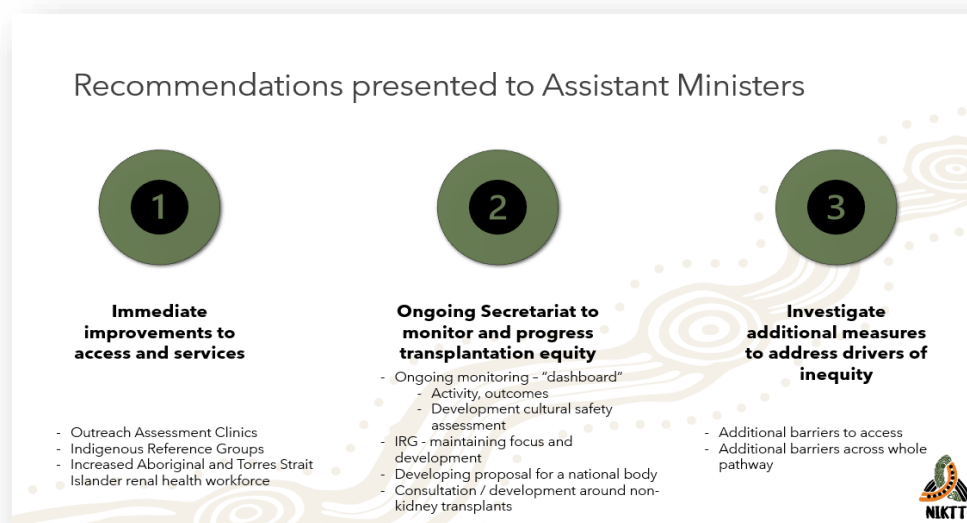 Recommendations presented to Assistant Ministers
1
Immediate
improvements to
access and services
- Outreach Assessment Clinics
- Indigenous Reference Groups
- Increased Aboriginal and Torres Strait
Islander renal health workforce
2
Ongoing Secretariat to
monitor and progress
transplantation equity
- Ongoing monitoring – “dashboard”
- Activity, outcomes
- Development cultural safety
assessment
- IRG - maintaining focus and
development
- Developing proposal for a national body
- Consultation / development around non-
kidney transplants
3
Investigate
additional measures
to address drivers of
inequity
- Additional barriers to access
- Additional barriers across whole
pathway
NIKTT